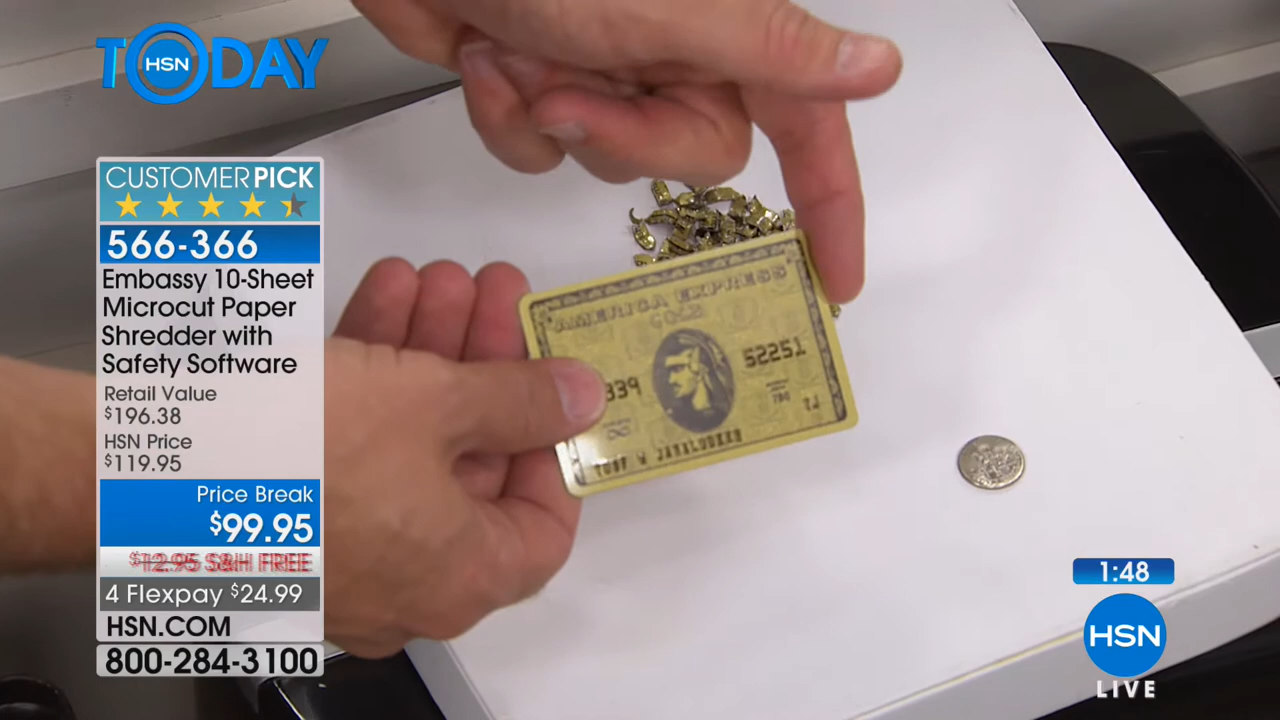 TODAY
HSN
CUSTOMER PICK
566-366
Embassy 10-Sheet
Microcut Paper
Shredder with
Safety Software
Retail Value
$196.38
HSN Price
$119.95
Price Break
$99.95
$12.95 S&H FREE
4 Flexpay $24.99
HSN.COM
800-284-3100
AMERICA EXPRESS
GOLD
339
52251
1:48
HSN
LIVE